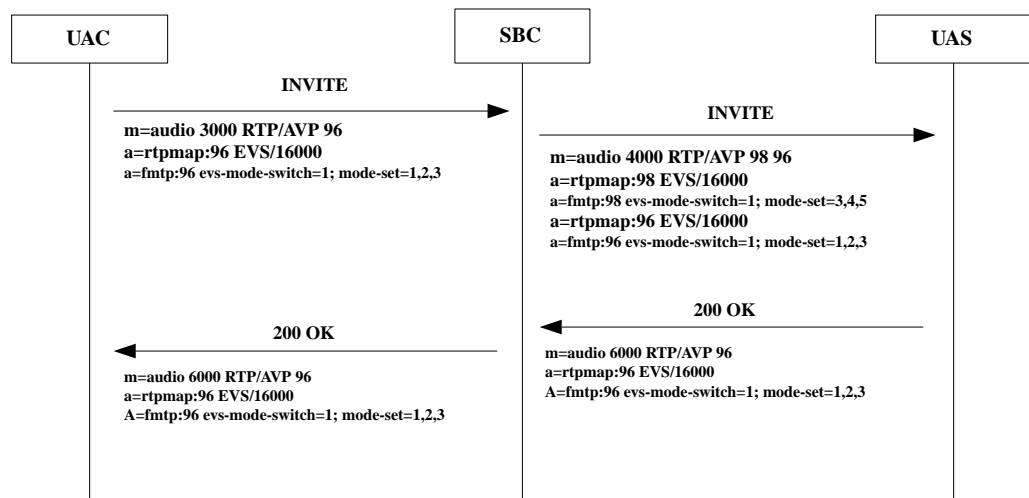 UAC
SBC
UAS
INVITE
m=audio 3000 RTP/AVP 96
a=rtpmap:96 EVS/16000
a=fmtp:96 evs-mode-switch=1; mode-set=1,2,3
INVITE
m=audio 4000 RTP/AVP 98 96
a=rtpmap:98 EVS/16000
a=fmtp:98 evs-mode-switch=1; mode-set=3,4,5
a=rtpmap:96 EVS/16000
a=fmtp:96 evs-mode-switch=1; mode-set=1,2,3
200 OK
m=audio 6000 RTP/AVP 96
a=rtpmap:96 EVS/16000
A=fmtp:96 evs-mode-switch=1; mode-set=1,2,3
200 OK
m=audio 6000 RTP/AVP 96
a=rtpmap:96 EVS/16000
A=fmtp:96 evs-mode-switch=1; mode-set=1,2,3